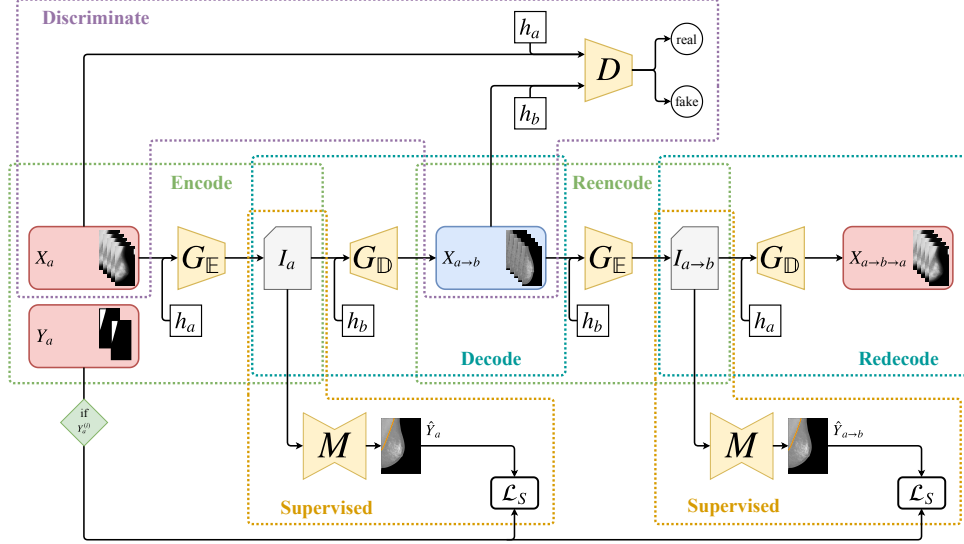 Discriminate
h_a
real
D
fake
h_b
Encode
Reencode
X_a
G_𝔼
I_a
G_𝔻
X_{a→b}
G_𝔼
I_{a→b}
G_𝔻
X_{a→b→a}
h_a
h_b
h_b
h_a
Y_a
Decode
Redecode
if
Y_a^{(i)}
M
Ŷ_a
M
Ŷ_{a→b}
ℒ_S
ℒ_S
Supervised
Supervised